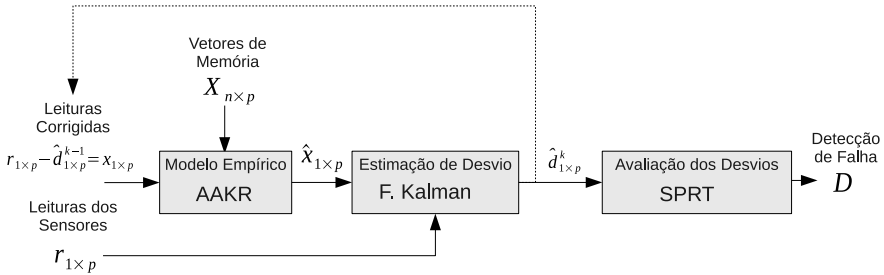 Vetores de
Memória
X n×p
Leituras
Corrigidas
r 1×p − d̂ k−1 1×p = x 1×p
Modelo Empírico
AAKR
x̂ 1×p
Estimação de Desvio
F. Kalman
d̂ k 1×p
Avaliação dos Desvios
SPRT
Detecção
de Falha
D
Leituras dos
Sensores
r 1×p